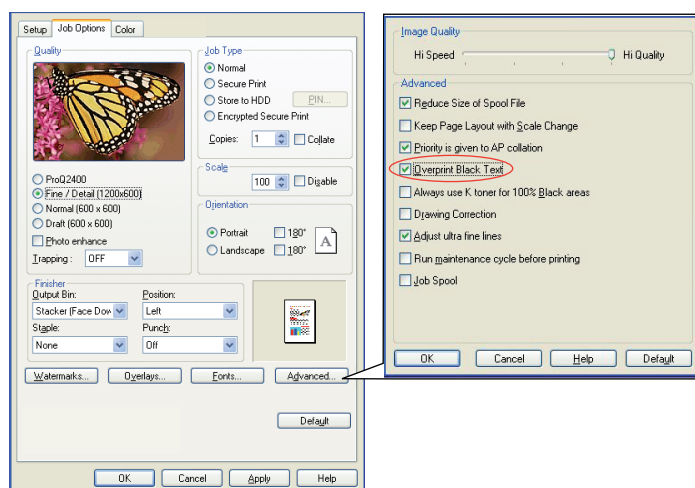 Setup Job Options Color
Quality
ProQ2400
Fine / Detail (1200x600)
Normal (600 x 600)
Draft (600 x 600)
Photo enhance
Trapping : OFF
Job Type
Normal
Secure Print
Store to HDD PIN...
Encrypted Secure Print
Copies: 1 Collate
Scale
100 Disable
Orientation
Portrait 180°
Landscape 180°
A
Finisher
Output Bin: Position:
Stacker (Face Dow Left
Staple: Punch:
None Off
Watermarks... Overlays... Fonts... Advanced...
Default
OK Cancel Apply Help
Image Quality
Hi Speed Hi Quality
Advanced
Reduce Size of Spool File
Keep Page Layout with Scale Change
Priority is given to AP collation
Overprint Black Text
Always use K toner for 100% Black areas
Drawing Correction
Adjust ultra fine lines
Run maintenance cycle before printing
Job Spool
OK Cancel Help Default